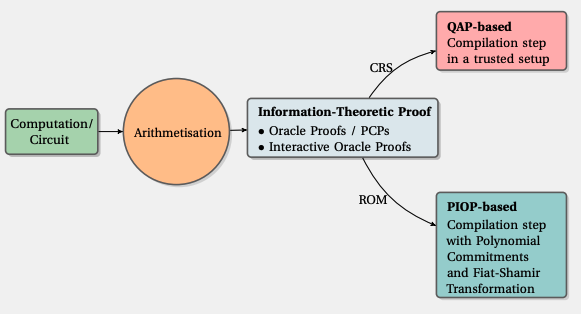 Computation/
Circuit
Arithmetisation
Information-Theoretic Proof
● Oracle Proofs / PCPs
● Interactive Oracle Proofs
CRS
QAP-based
Compilation step
in a trusted setup
ROM
PIOP-based
Compilation step
with Polynomial
Commitments
and Fiat-Shamir
Transformation